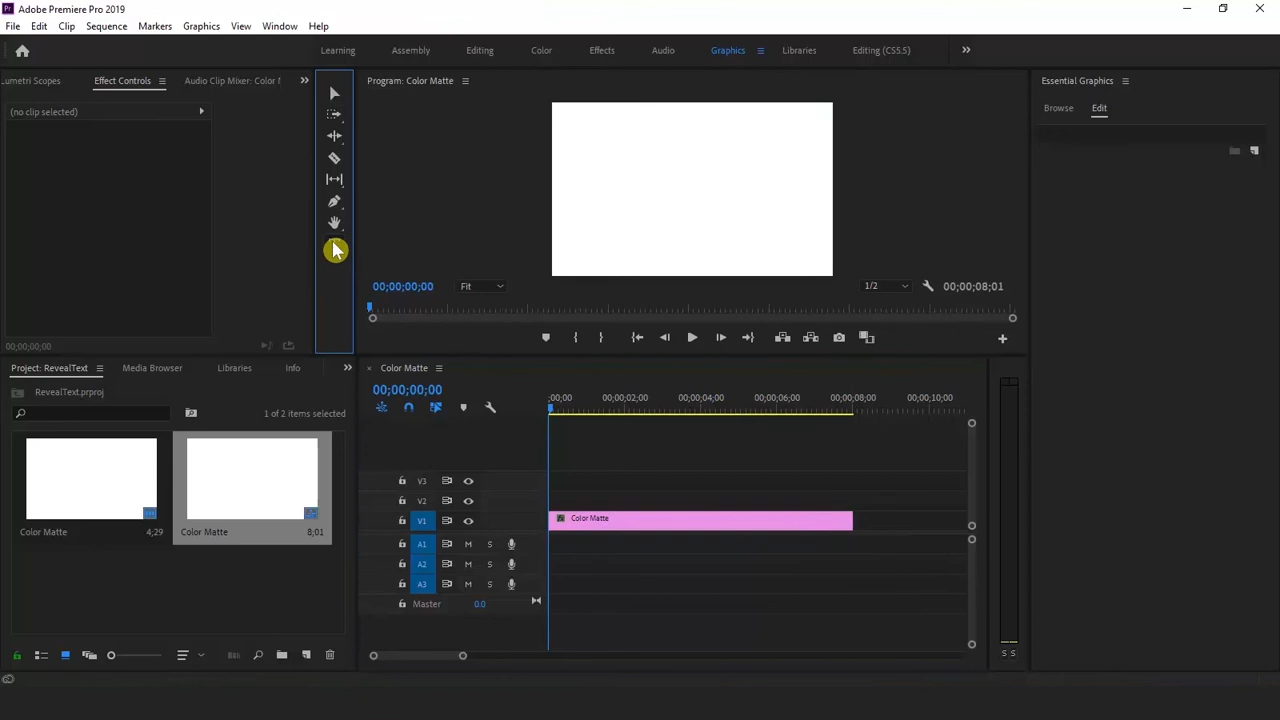 Pr Adobe Premiere Pro 2019
File Edit Clip Sequence Markers Graphics View Window Help
Learning Assembly Editing Color Effects Audio Graphics Libraries Editing (CS5.5)
umetri Scopes Effect Controls Audio Clip Mixer: Color
Program: Color Matte
Essential Graphics
(no clip selected)
Browse Edit
00;00;00;00 Fit 1/2 00;00;08;01
00;00;00;00
Project: RevealText Media Browser Libraries Info
Color Matte
RevealText.prproj
00;00;00;00
1 of 2 items selected
;00;00 00;00;02;00 00;00;04;00 00;00;06;00 00;00;08;00 00;00;10;00
V3
V2
V1 Color Matte
Color Matte 4;29 Color Matte 8;01
A1 M S
A2 M S
A3 M S
Master 0.0
S S